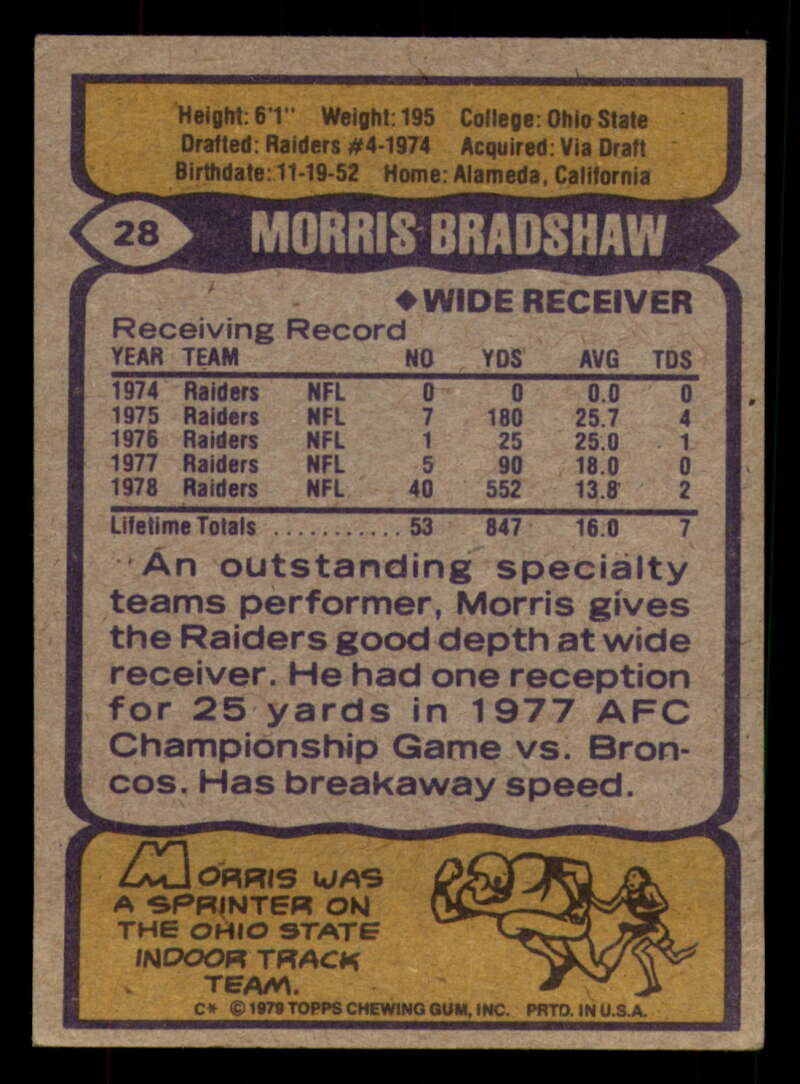 Height: 6'1" Weight: 195 College: Ohio State
Drafted: Raiders #4-1974 Acquired: Via Draft
Birthdate: 11-19-52 Home: Alameda, California
28 MORRIS BRADSHAW
◆ WIDE RECEIVER
Receiving Record
YEAR TEAM NO YDS AVG TDS
1974 Raiders NFL 0 0 0.0 0
1975 Raiders NFL 7 180 25.7 4
1976 Raiders NFL 1 25 25.0 1
1977 Raiders NFL 5 90 18.0 0
1978 Raiders NFL 40 552 13.8 2
Lifetime Totals ........... 53 847 16.0 7
An outstanding specialty
teams performer, Morris gives
the Raiders good depth at wide
receiver. He had one reception
for 25 yards in 1977 AFC
Championship Game vs. Bron-
cos. Has breakaway speed.
MORRIS WAS
A SPRINTER ON
THE OHIO STATE
INDOOR TRACK
TEAM.
C* © 1979 TOPPS CHEWING GUM, INC. PRTD. IN U.S.A.